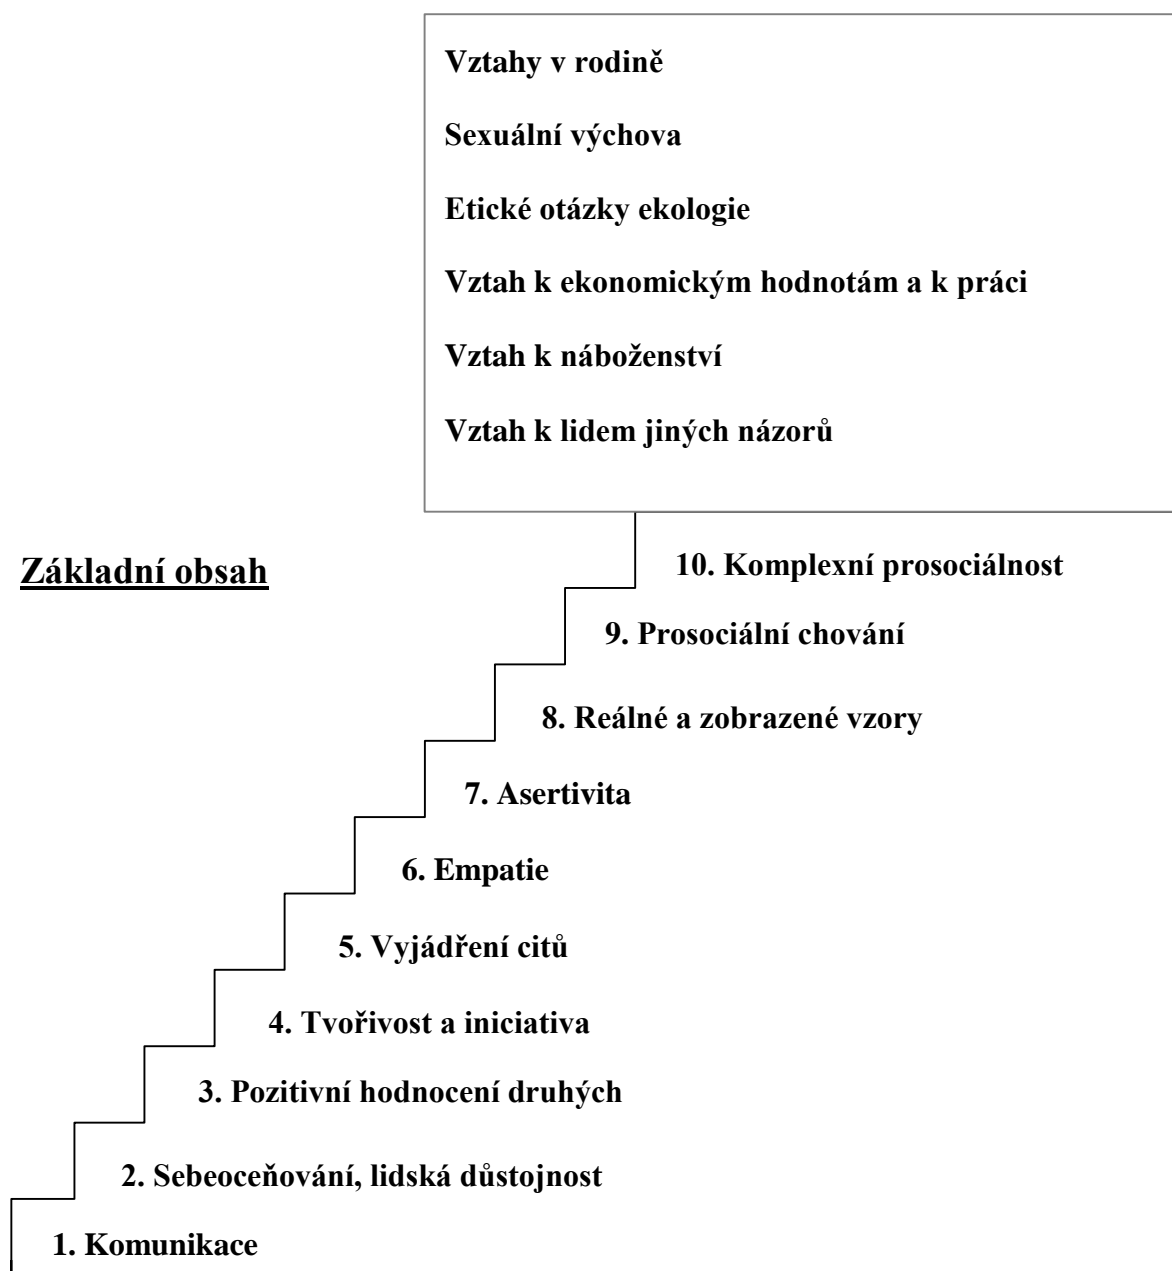 Vztahy v rodině
Sexuální výchova
Etické otázky ekologie
Vztah k ekonomickým hodnotám a k práci
Vztah k náboženství
Vztah k lidem jiných názorů
Základní obsah
10. Komplexní prosociálnost
9. Prosociální chování
8. Reálné a zobrazené vzory
7. Asertivita
6. Empatie
5. Vyjádření citů
4. Tvořivost a iniciativa
3. Pozitivní hodnocení druhých
2. Sebeoceňování, lidská důstojnost
1. Komunikace